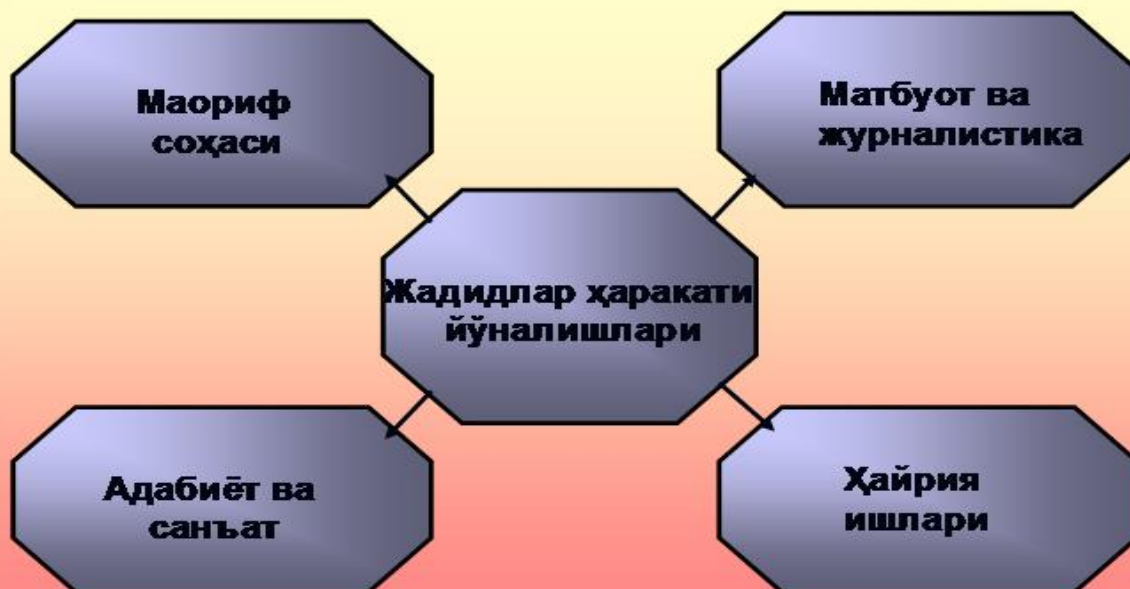 Маориф
соҳаси
Матбуот ва
журналистика
Жадидлар ҳаракати
йўналишлари
Адабиёт ва
санъат
Ҳайрия
ишлари